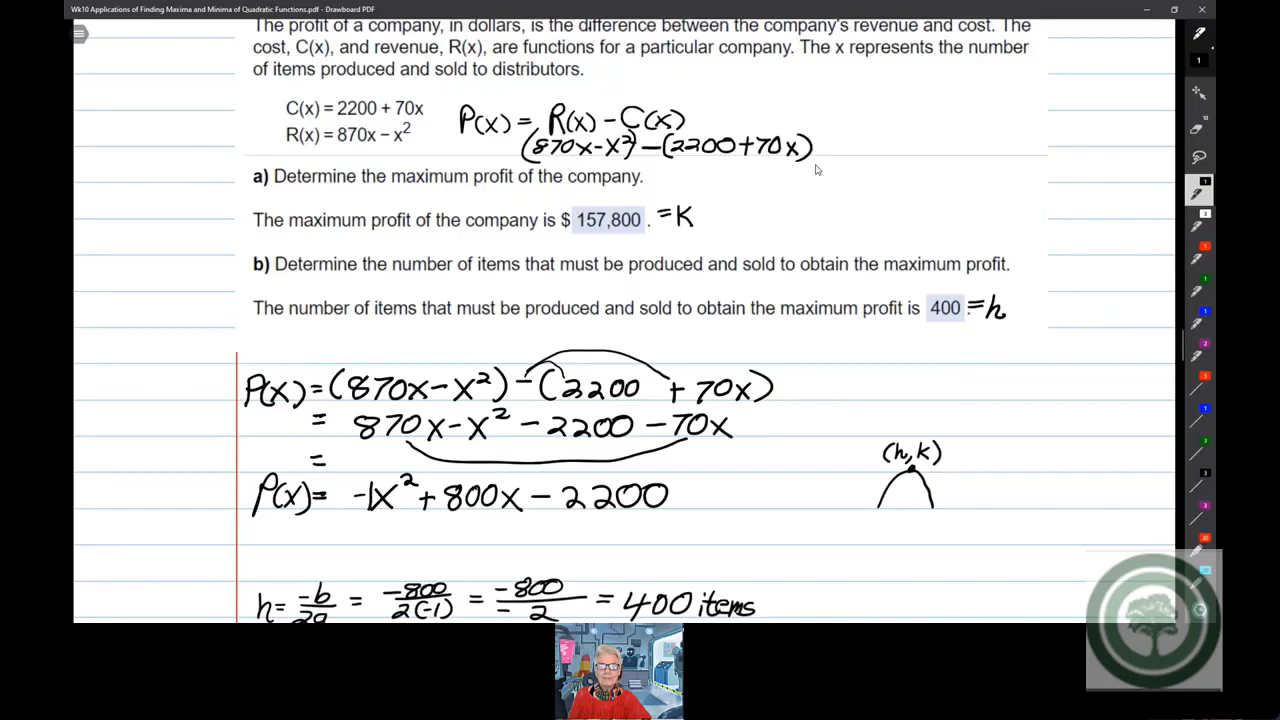 Wk10 Applications of Finding Maxima and Minima of Quadratic Functions.pdf - Drawboard PDF
The profit of a company, in dollars, is the difference between the company's revenue and cost. The
cost, C(x), and revenue, R(x), are functions for a particular company. The x represents the number
of items produced and sold to distributors.
C(x) = 2200 + 70x
R(x) = 870x – x²
P(x) = R(x) - C(x)
(870x-x²) - (2200+70x)
a) Determine the maximum profit of the company.
The maximum profit of the company is $ 157,800 . = K
b) Determine the number of items that must be produced and sold to obtain the maximum profit.
The number of items that must be produced and sold to obtain the maximum profit is 400 . = h
P(x) = (870x - x²) - (2200 + 70x)
= 870x - x² - 2200 - 70x
=
P(x) = -1x² + 800x - 2200
(h, k)
h = -b/2a = -800/2(-1) = -800/-2 = 400 items